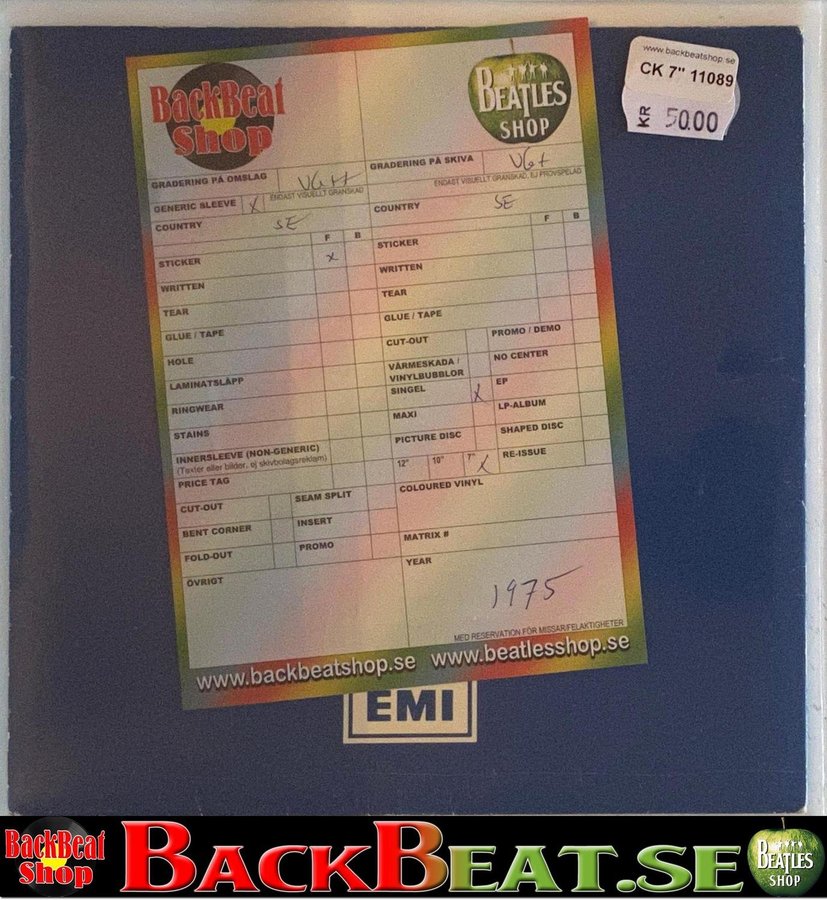 BackBeat
Shop
BEATLES
SHOP
www.backbeatshop.se
CK 7" 11089
KR 50.00
GRADERING PÅ OMSLAG VG++
ENDAST VISUELLT GRANSKAD
GENERIC SLEEVE X
COUNTRY SE
F B
STICKER x
WRITTEN
TEAR
GLUE / TAPE
HOLE
LAMINATSLÄPP
RINGWEAR
STAINS
INNERSLEEVE (NON-GENERIC)
(Texter eller bilder, ej skivbolagsreklam)
PRICE TAG
CUT-OUT SEAM SPLIT
BENT CORNER INSERT
FOLD-OUT PROMO
ÖVRIGT
GRADERING PÅ SKIVA VG+
ENDAST VISUELLT GRANSKAD, EJ PROVSPELAD
COUNTRY SE
F B
STICKER
WRITTEN
TEAR
GLUE / TAPE
CUT-OUT PROMO / DEMO
VÄRMESKADA / NO CENTER
VINYLBUBBLOR
SINGEL X EP
MAXI LP-ALBUM
PICTURE DISC SHAPED DISC
12" 10" 7" X RE-ISSUE
COLOURED VINYL
MATRIX #
YEAR
1975
MED RESERVATION FÖR MISSAR/FELAKTIGHETER
www.backbeatshop.se www.beatlesshop.se
EMI
BackBeat
Shop
BACKBEAT.SE
BEATLES
SHOP